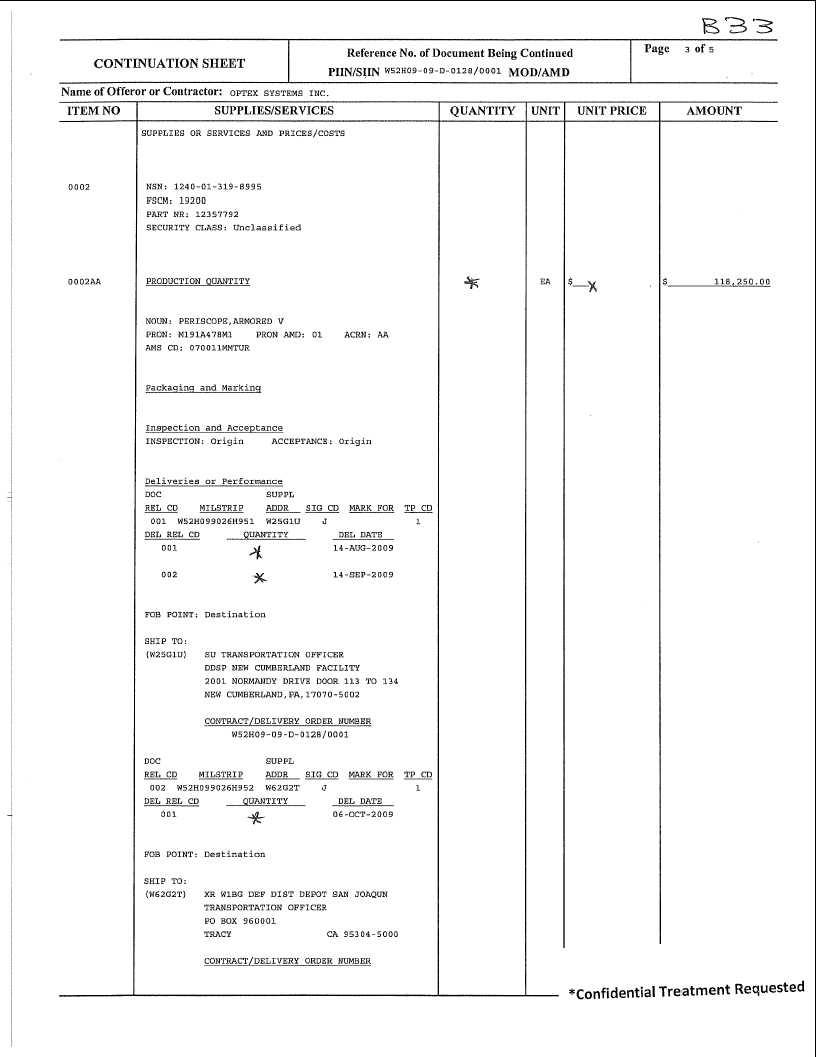 B33
CONTINUATION SHEET
Reference No. of Document Being Continued
PIIN/SIIN W52H09-09-D-0128/0001 MOD/AMD
Page 3 of 5
Name of Offeror or Contractor: OPTEX SYSTEMS INC.
ITEM NO SUPPLIES/SERVICES QUANTITY UNIT UNIT PRICE AMOUNT
SUPPLIES OR SERVICES AND PRICES/COSTS
0002 NSN: 1240-01-319-8995
FSCM: 19200
PART NR: 12357792
SECURITY CLASS: Unclassified
0002AA PRODUCTION QUANTITY * EA $ * $ 118,250.00
NOUN: PERISCOPE,ARMORED V
PRON: M191A478M1 PRON AMD: 01 ACRN: AA
AMS CD: 070011MMTUR
Packaging and Marking
Inspection and Acceptance
INSPECTION: Origin ACCEPTANCE: Origin
Deliveries or Performance
DOC SUPPL
REL CD MILSTRIP ADDR SIG CD MARK FOR TP CD
001 W52H099026H951 W25G1U J 1
DEL REL CD QUANTITY DEL DATE
001 * 14-AUG-2009
002 * 14-SEP-2009
FOB POINT: Destination
SHIP TO:
(W25G1U) SU TRANSPORTATION OFFICER
DDSP NEW CUMBERLAND FACILITY
2001 NORMANDY DRIVE DOOR 113 TO 134
NEW CUMBERLAND,PA,17070-5002
CONTRACT/DELIVERY ORDER NUMBER
W52H09-09-D-0128/0001
DOC SUPPL
REL CD MILSTRIP ADDR SIG CD MARK FOR TP CD
002 W52H099026H952 W62G2T J 1
DEL REL CD QUANTITY DEL DATE
001 * 06-OCT-2009
FOB POINT: Destination
SHIP TO:
(W62G2T) XR W1BG DEF DIST DEPOT SAN JOAQUN
TRANSPORTATION OFFICER
PO BOX 960001
TRACY CA 95304-5000
CONTRACT/DELIVERY ORDER NUMBER
*Confidential Treatment Requested